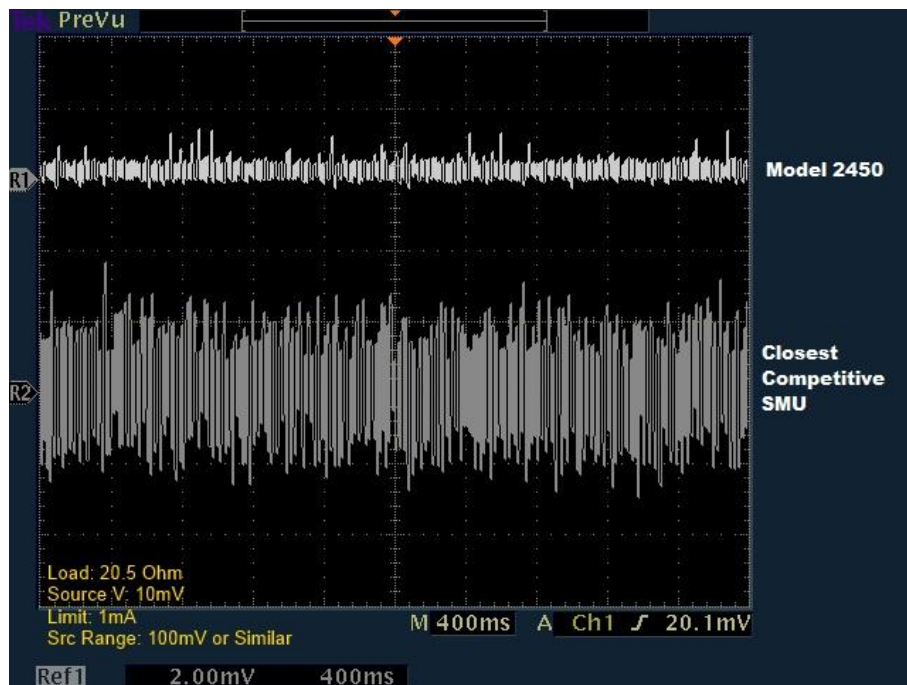 Tek PreVu
R1
Model 2450
R2
Closest
Competitive
SMU
Load: 20.5 Ohm
Source V: 10mV
Limit: 1mA
Src Range: 100mV or Similar
M 400ms A Ch1 ʃ 20.1mV
Ref1 2.00mV 400ms